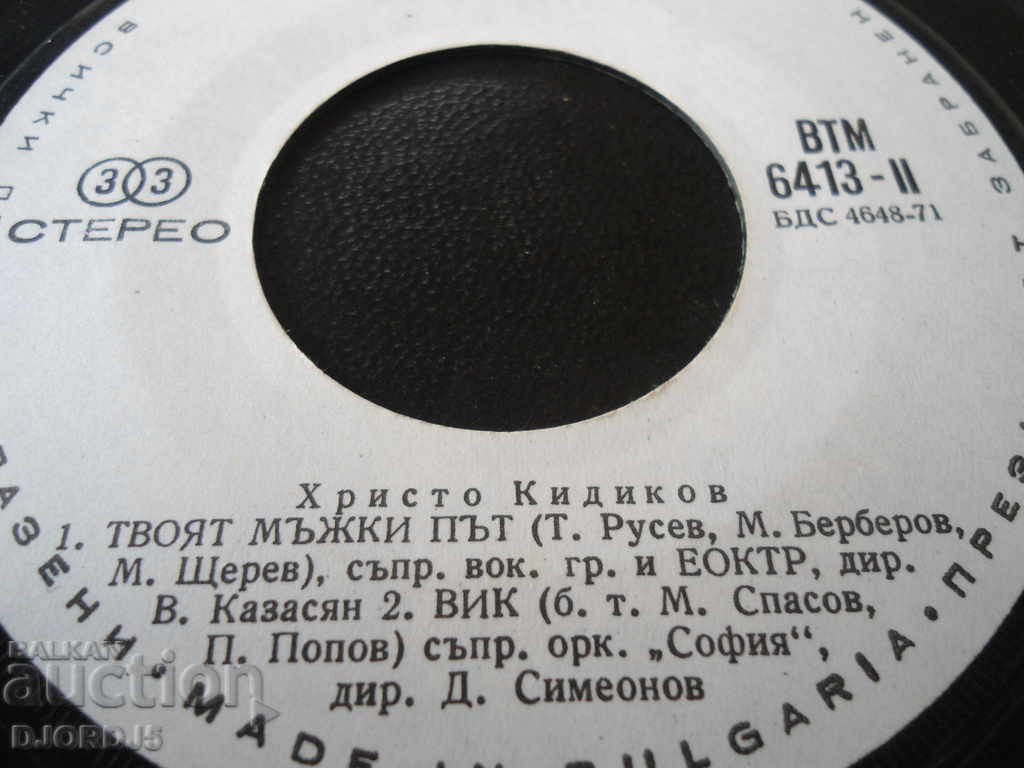 ВСИЧКИ
ЗАБРАНЕН
33
СТЕРЕО
ВТМ
6413-II
БДС 4648-71
Христо Кидиков
1. ТВОЯТ МЪЖКИ ПЪТ (Т. Русев, М. Берберов,
М. Щерев), съпр. вок. гр. и ЕОКТР, дир.
В. Казасян 2. ВИК (б. т. М. Спасов,
П. Попов) съпр. орк. „София“,
дир. Д. Симеонов
MADE IN BULGARIA
BALKAN
auction
DJORDJ5